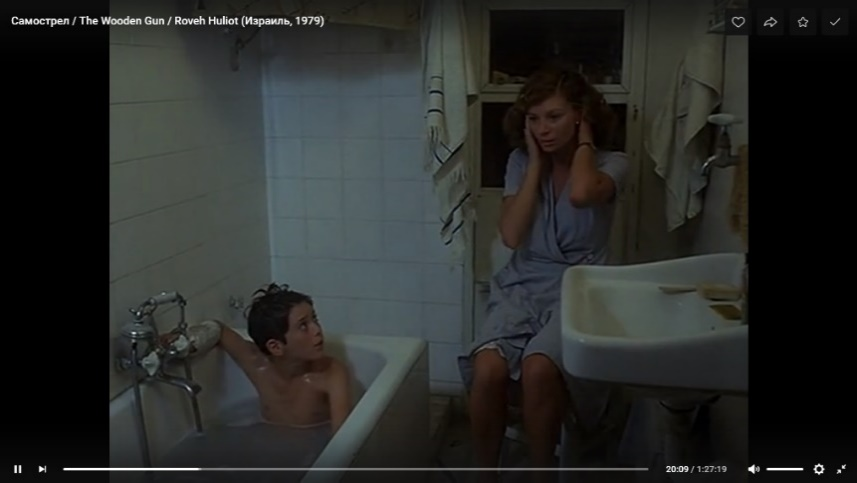 Самострел / The Wooden Gun / Roveh Huliot (Израиль, 1979)
20:09 / 1:27:19